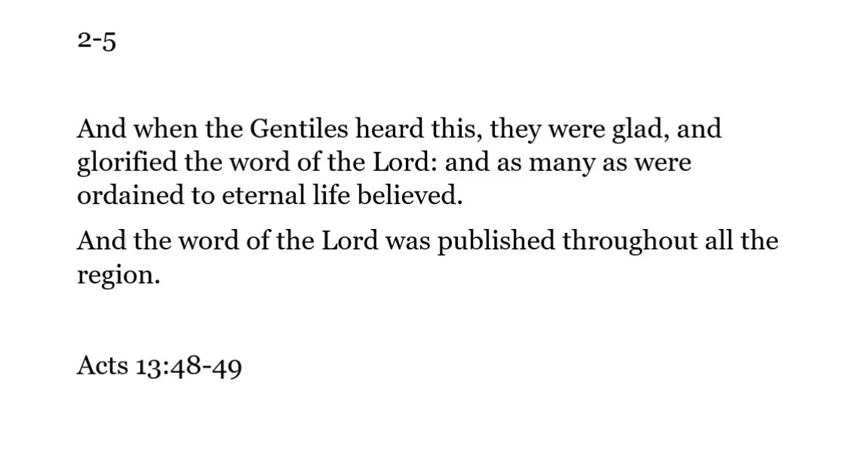 2-5
And when the Gentiles heard this, they were glad, and
glorified the word of the Lord: and as many as were
ordained to eternal life believed.
And the word of the Lord was published throughout all the
region.
Acts 13:48-49